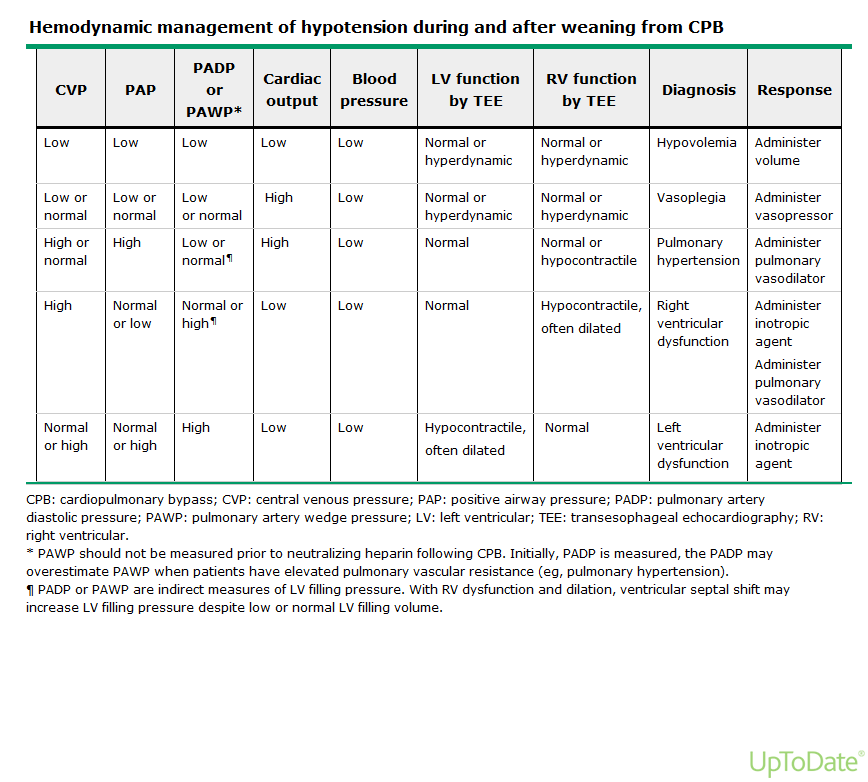 Hemodynamic management of hypotension during and after weaning from CPB
CVP PAP PADP or PAWP* Cardiac output Blood pressure LV function by TEE RV function by TEE Diagnosis Response
Low Low Low Low Low Normal or hyperdynamic Normal or hyperdynamic Hypovolemia Administer volume
Low or normal Low or normal Low or normal High Low Normal or hyperdynamic Normal or hyperdynamic Vasoplegia Administer vasopressor
High or normal High Low or normal¶ High Low Normal Normal or hypocontractile Pulmonary hypertension Administer pulmonary vasodilator
High Normal or low Normal or high¶ Low Low Normal Hypocontractile, often dilated Right ventricular dysfunction Administer inotropic agent Administer pulmonary vasodilator
Normal or high Normal or high High Low Low Hypocontractile, often dilated Normal Left ventricular dysfunction Administer inotropic agent
CPB: cardiopulmonary bypass; CVP: central venous pressure; PAP: positive airway pressure; PADP: pulmonary artery
diastolic pressure; PAWP: pulmonary artery wedge pressure; LV: left ventricular; TEE: transesophageal echocardiography; RV:
right ventricular.
* PAWP should not be measured prior to neutralizing heparin following CPB. Initially, PADP is measured, the PADP may
overestimate PAWP when patients have elevated pulmonary vascular resistance (eg, pulmonary hypertension).
¶ PADP or PAWP are indirect measures of LV filling pressure. With RV dysfunction and dilation, ventricular septal shift may
increase LV filling pressure despite low or normal LV filling volume.
UpToDate®